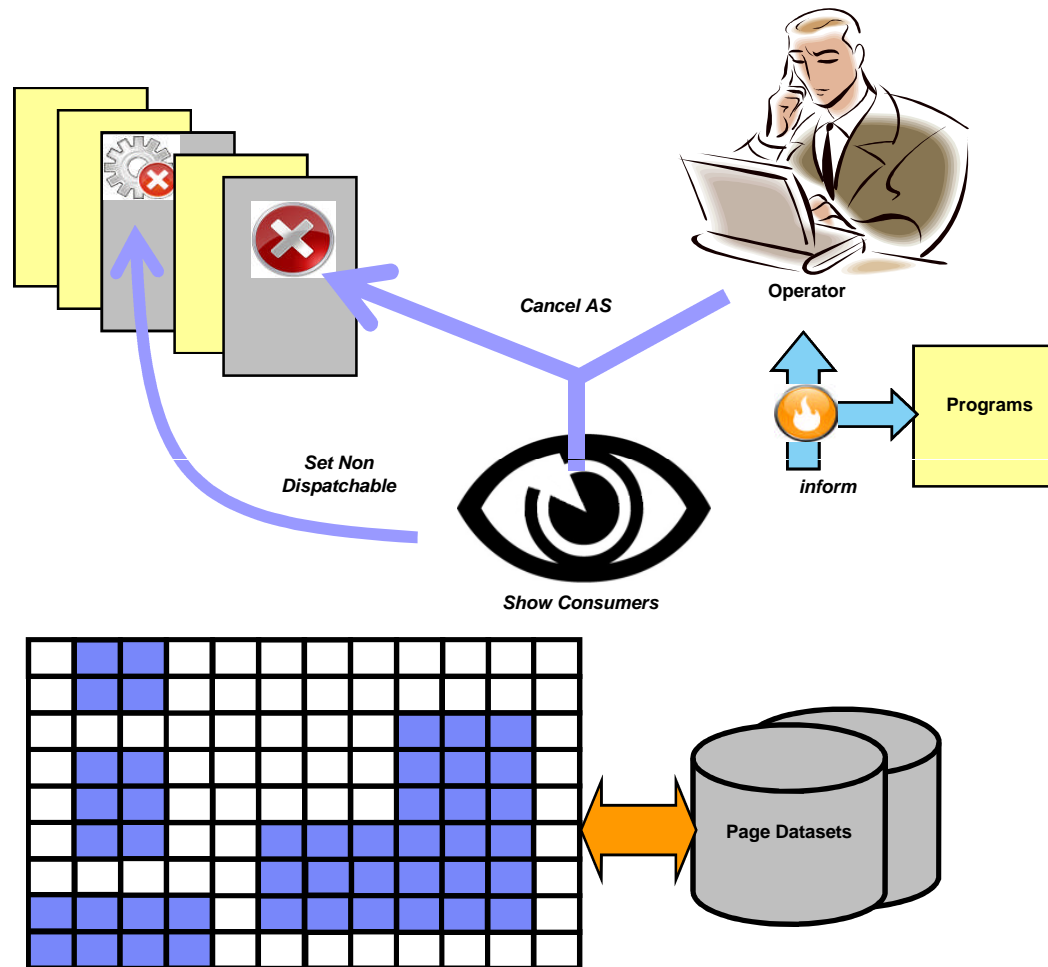 Operator
Cancel AS
Programs
Set Non
Dispatchable
inform
Show Consumers
Page Datasets